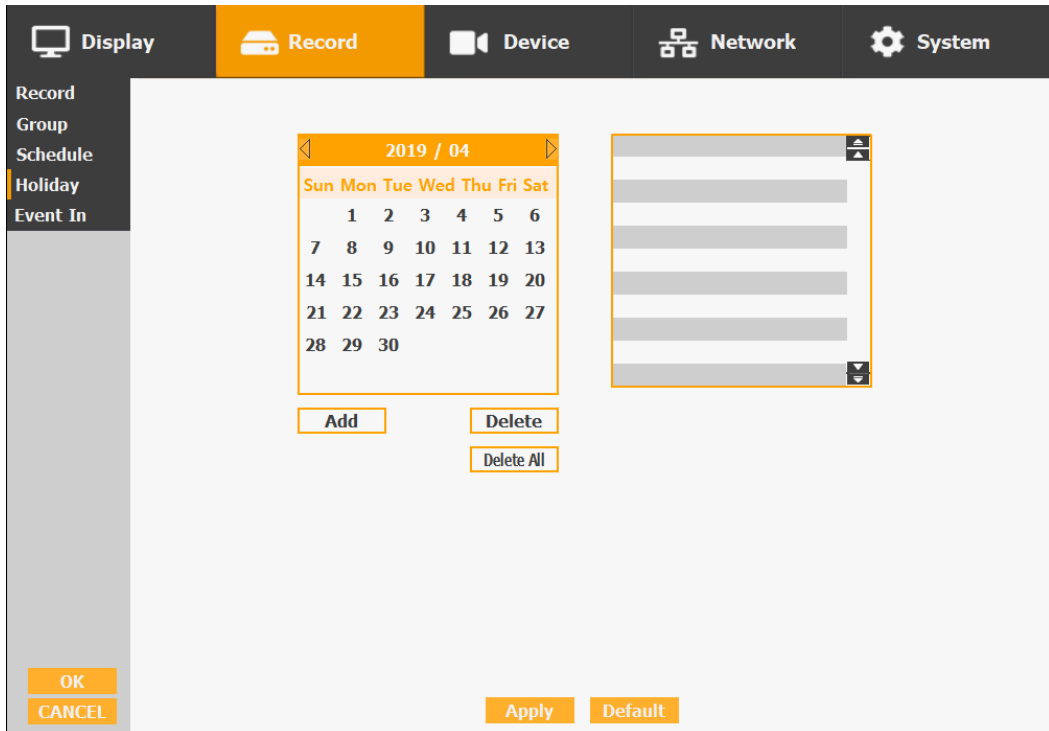 Display Record Device Network System
Record
Group
Schedule
Holiday
Event In
2019 / 04
Sun Mon Tue Wed Thu Fri Sat
1 2 3 4 5 6
7 8 9 10 11 12 13
14 15 16 17 18 19 20
21 22 23 24 25 26 27
28 29 30
Add Delete
Delete All
OK
CANCEL
Apply Default